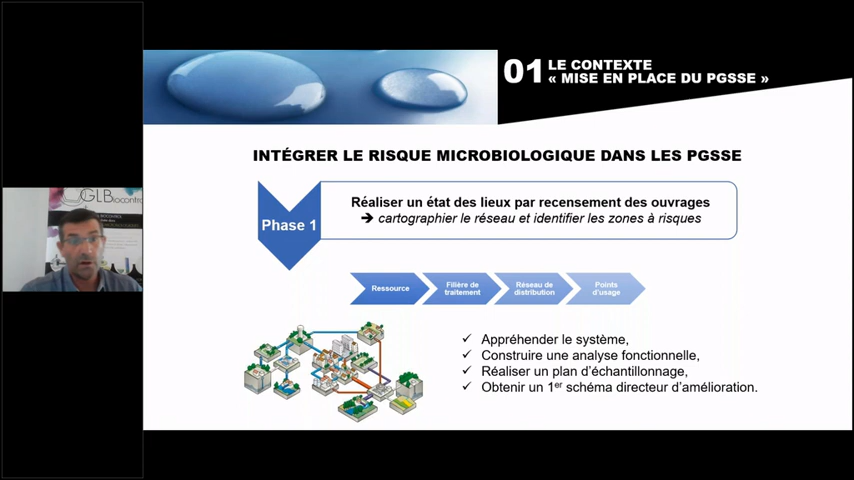 01 LE CONTEXTE
« MISE EN PLACE DU PGSSE »
INTÉGRER LE RISQUE MICROBIOLOGIQUE DANS LES PGSSE
Phase 1
Réaliser un état des lieux par recensement des ouvrages
➔ cartographier le réseau et identifier les zones à risques
Ressource
Filière de
traitement
Réseau de
distribution
Points
d'usage
✓ Appréhender le système,
✓ Construire une analyse fonctionnelle,
✓ Réaliser un plan d'échantillonnage,
✓ Obtenir un 1er schéma directeur d'amélioration.
GLBiocontrol